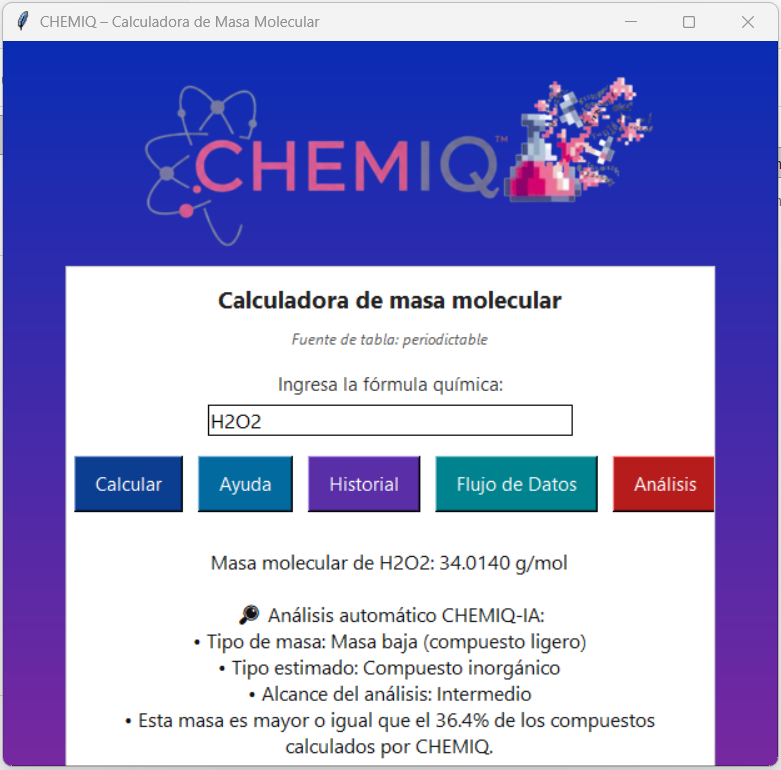 CHEMIQ – Calculadora de Masa Molecular
CHEMIQ™
Calculadora de masa molecular
Fuente de tabla: periodictable
Ingresa la fórmula química:
H2O2
Calcular Ayuda Historial Flujo de Datos Análisis
Masa molecular de H2O2: 34.0140 g/mol
🔎 Análisis automático CHEMIQ-IA:
• Tipo de masa: Masa baja (compuesto ligero)
• Tipo estimado: Compuesto inorgánico
• Alcance del análisis: Intermedio
• Esta masa es mayor o igual que el 36.4% de los compuestos
calculados por CHEMIQ.